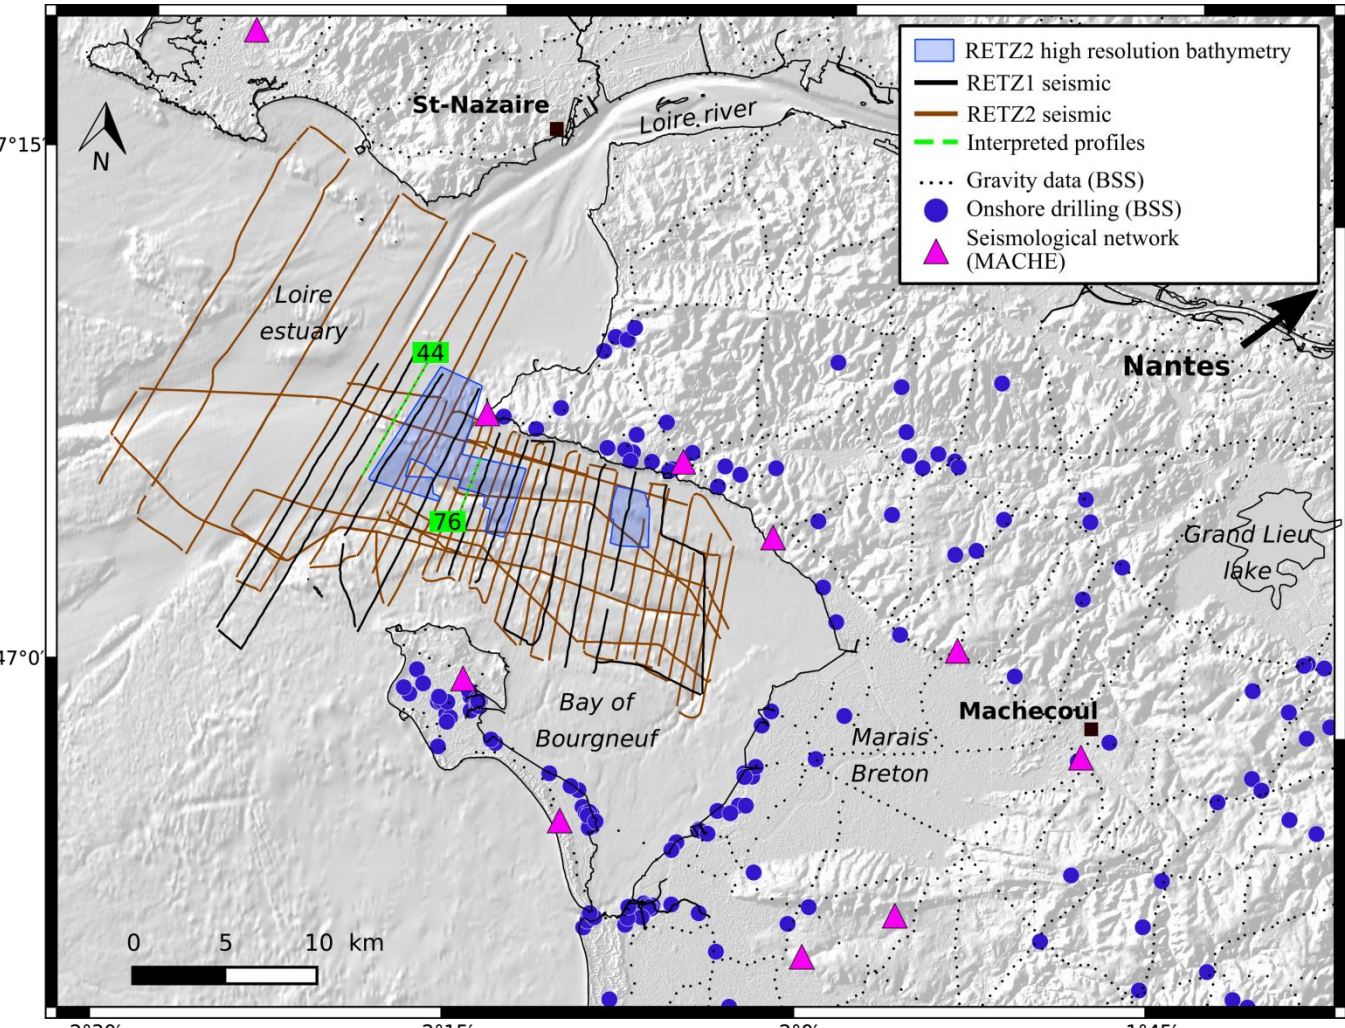 RETZ2 high resolution bathymetry
RETZ1 seismic
RETZ2 seismic
Interpreted profiles
Gravity data (BSS)
Onshore drilling (BSS)
Seismological network
(MACHE)
St-Nazaire
Loire river
7°15'
N
Loire
estuary
44
Nantes
76
Grand Lieu
lake
47°0'
Bay of
Bourgneuf
Machecoul
Marais
Breton
0 5 10 km